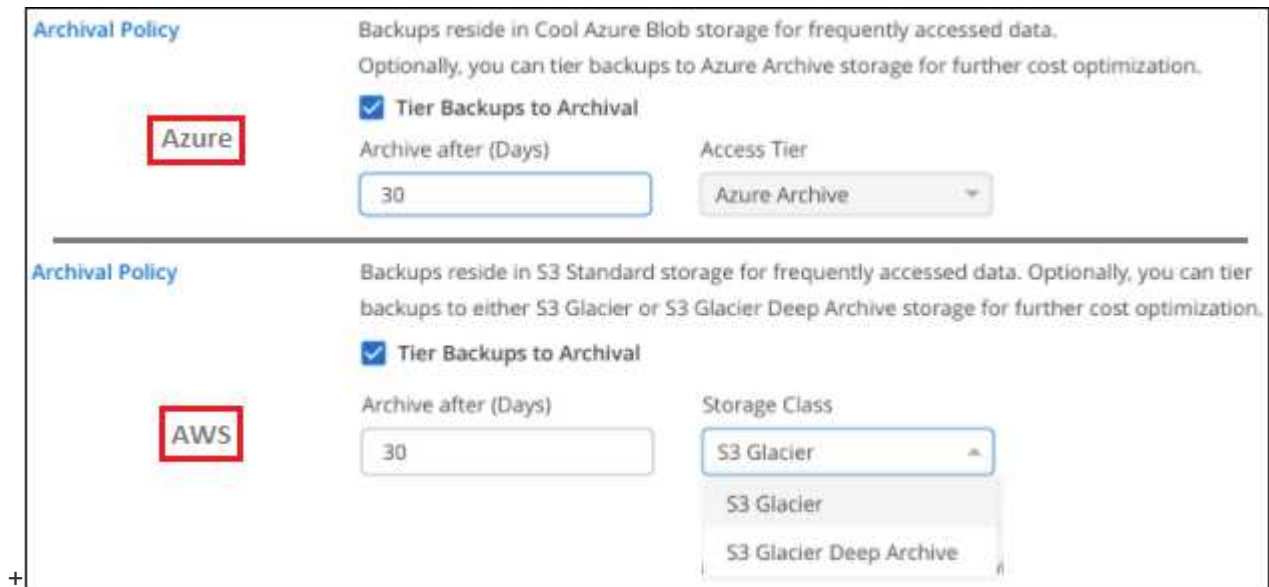 Archival Policy
Backups reside in Cool Azure Blob storage for frequently accessed data.
Optionally, you can tier backups to Azure Archive storage for further cost optimization.
Tier Backups to Archival
Azure
Archive after (Days)
Access Tier
30
Azure Archive
Archival Policy
Backups reside in S3 Standard storage for frequently accessed data. Optionally, you can tier
backups to either S3 Glacier or S3 Glacier Deep Archive storage for further cost optimization.
Tier Backups to Archival
AWS
Archive after (Days)
Storage Class
30
S3 Glacier
S3 Glacier
S3 Glacier Deep Archive
+